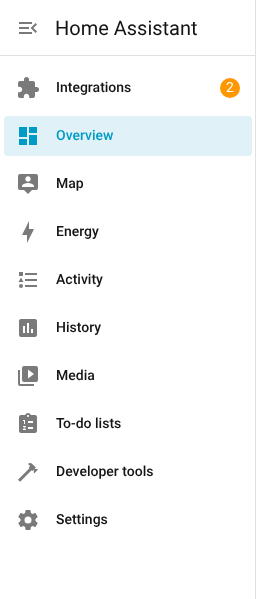 Home Assistant
Integrations 2
Overview
Map
Energy
Activity
History
Media
To-do lists
Developer tools
Settings